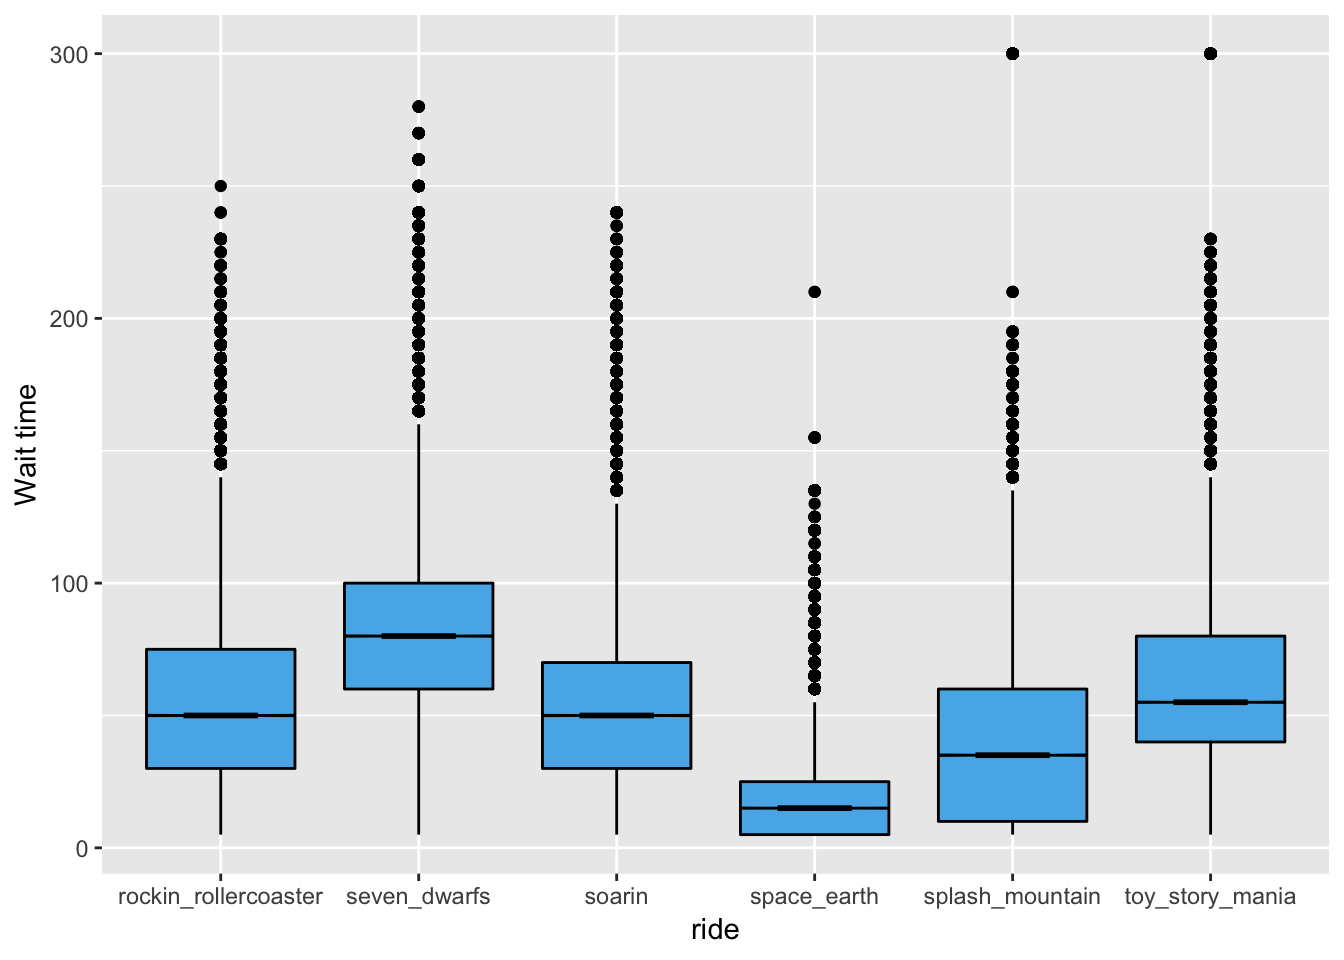 300
200
100
0
Wait time
rockin_rollercoaster seven_dwarfs soarin space_earth splash_mountain toy_story_mania
ride